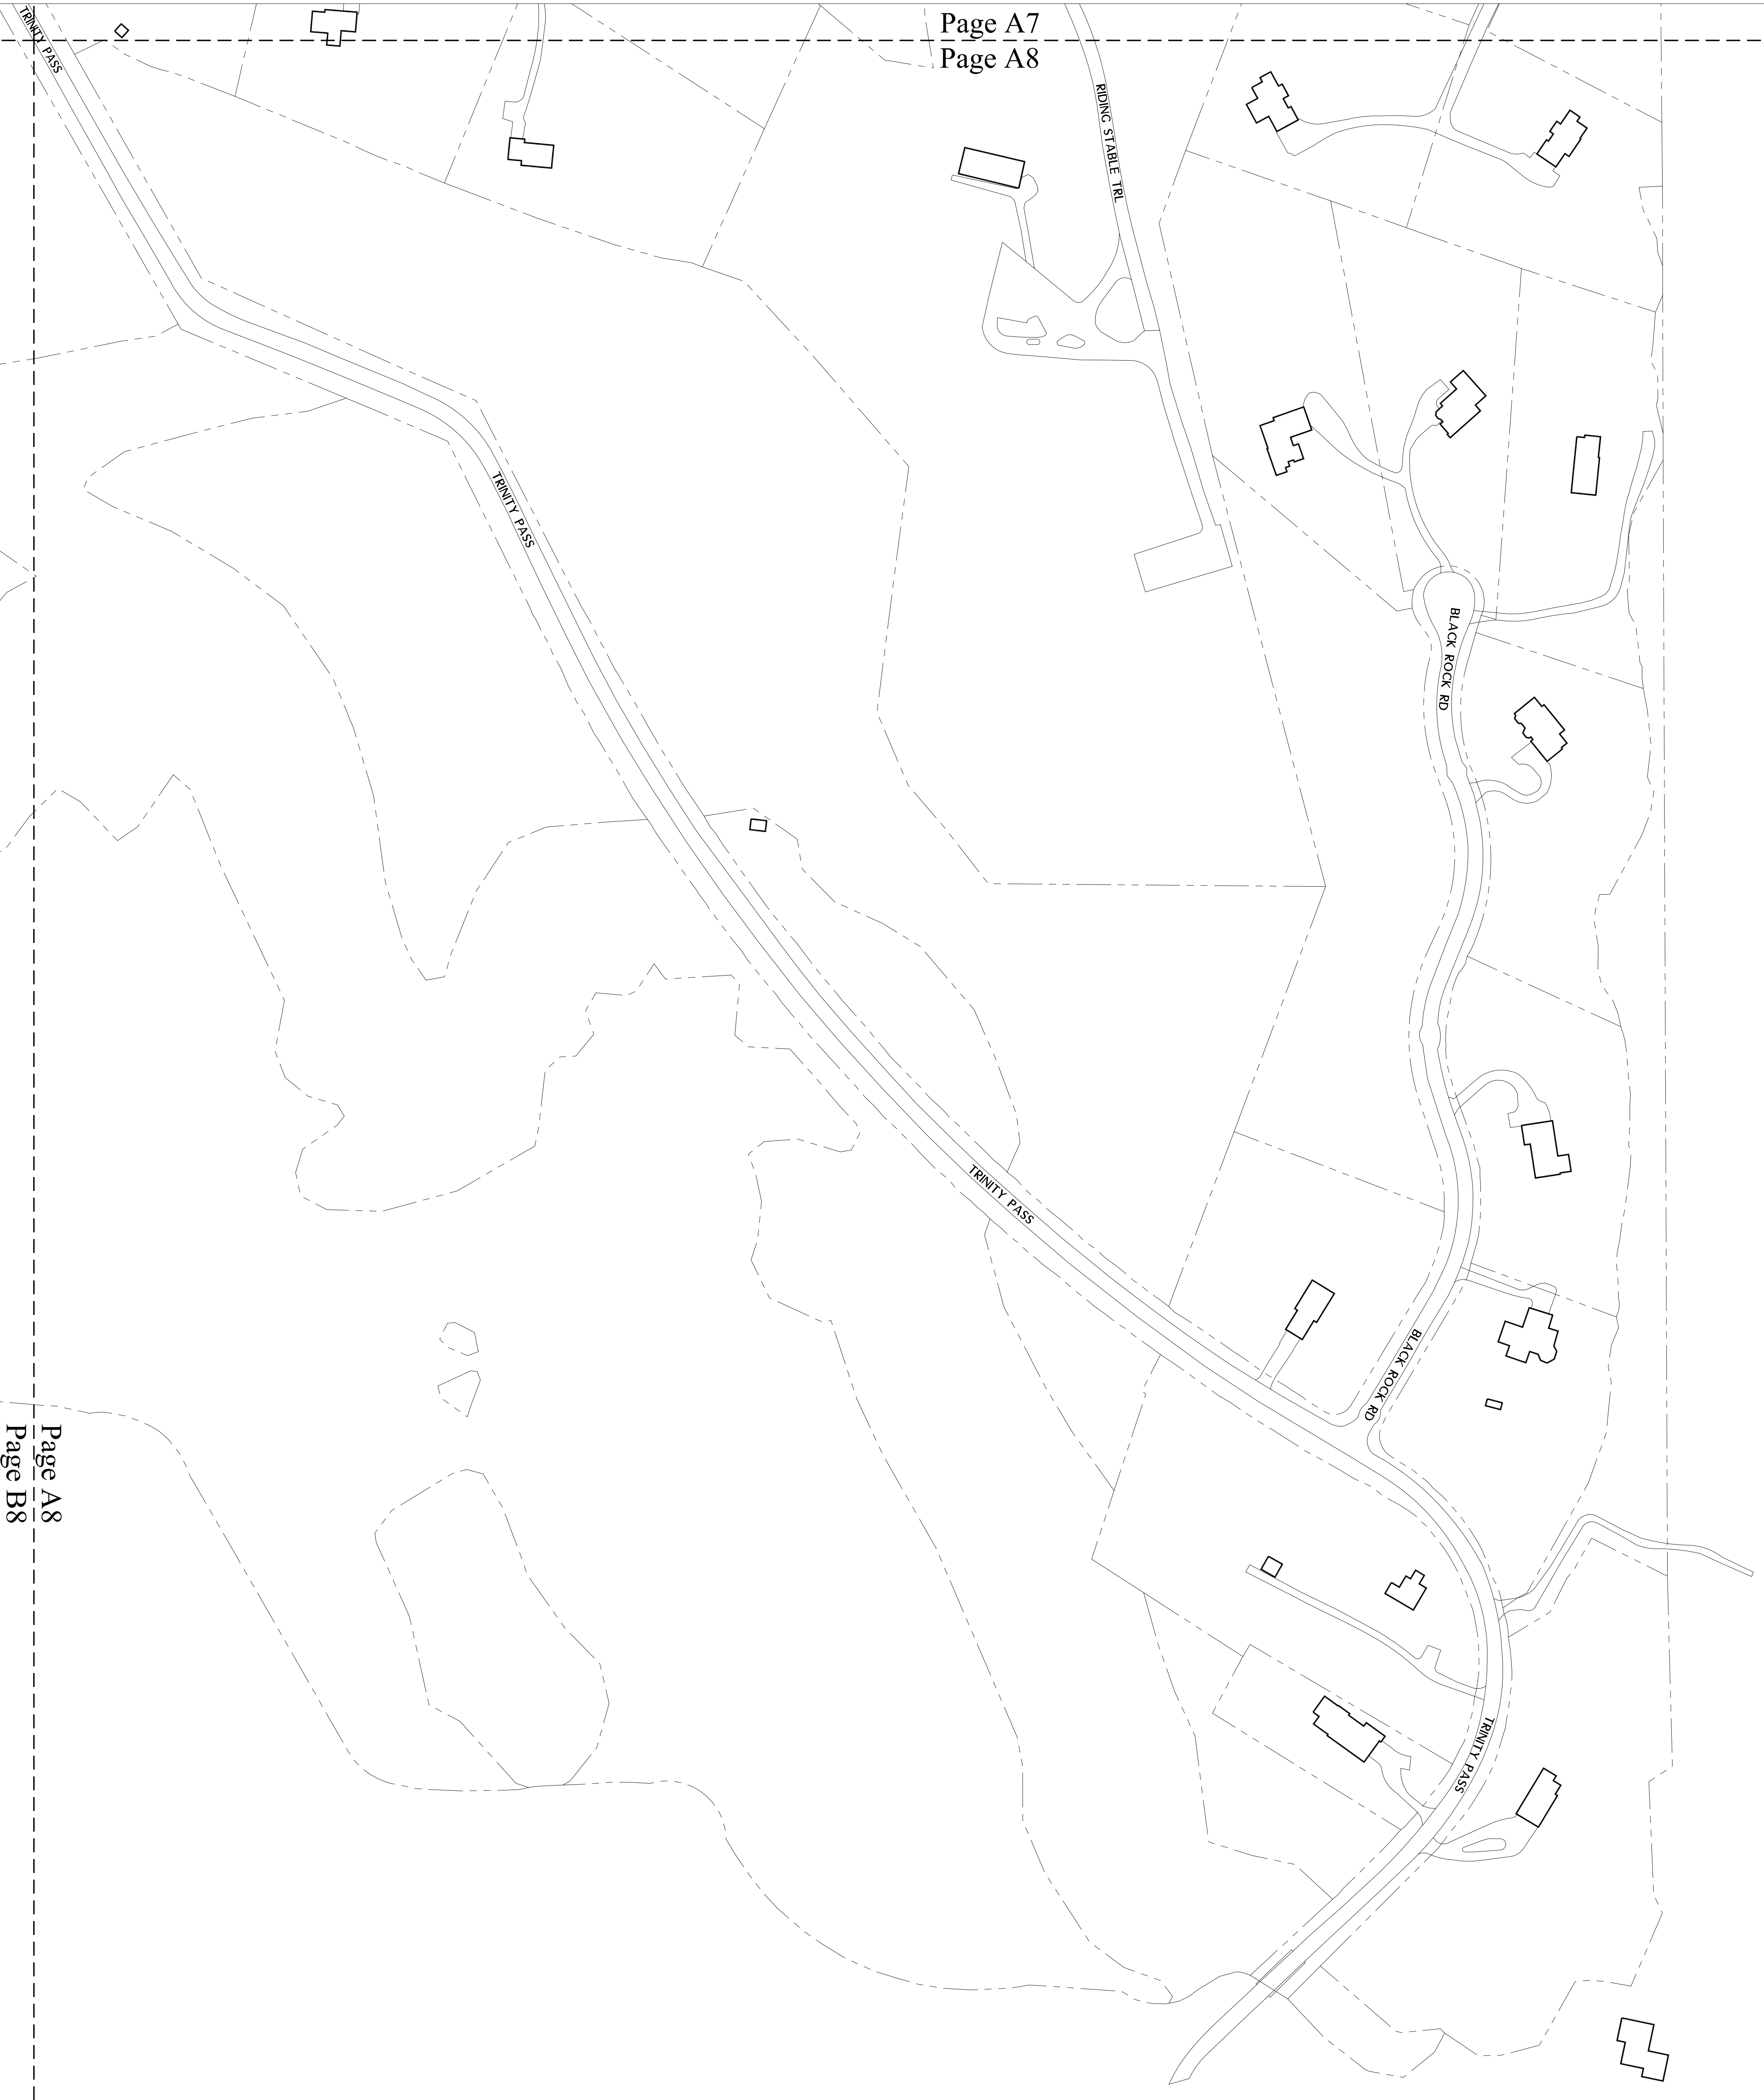 Page A7
Page A8
TRINITY PASS
RIDING STABLE TRL
TRINITY PASS
BLACK ROCK RD
TRINITY PASS
BLACK ROCK RD
Page A8
Page B8
TRINITY PASS